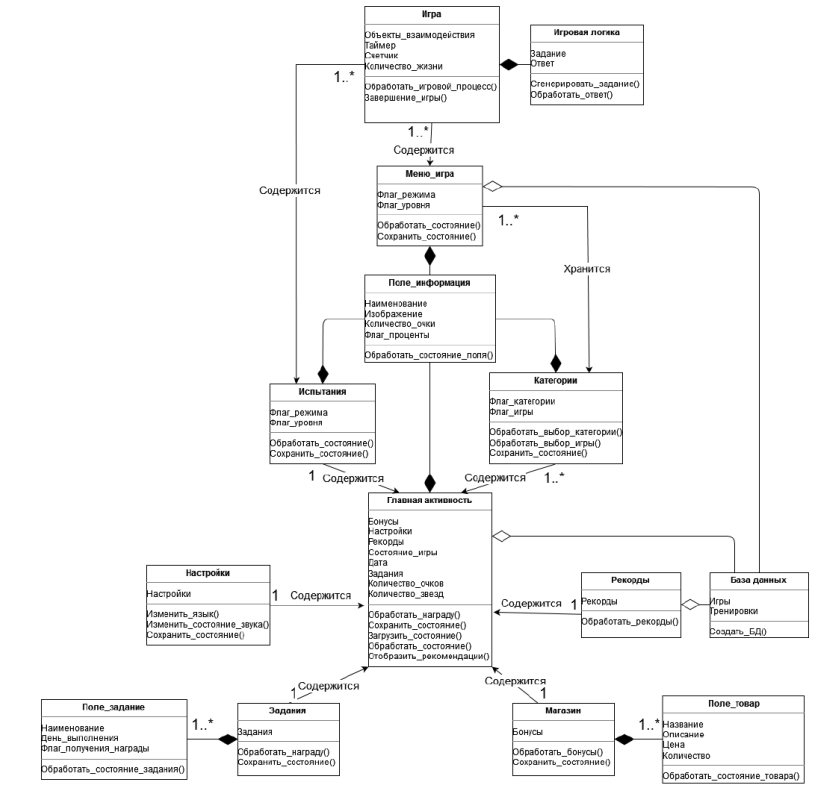 Игра
Объекты_взаимодействия
Таймер
Счетчик
Количество_жизни
Обработать_игровой_процесс()
Завершение_игры()
Игровая логика
Задание
Ответ
Сгенерировать_задание()
Обработать_ответ()
1..*
1..*
Содержится
Содержится
Меню_игра
Флаг_режима
Флаг_уровня
Обработать_состояние()
Сохранить_состояние()
1..*
Хранится
Поле_информация
Наименование
Изображение
Количество_очки
Флаг_проценты
Обработать_состояние_поля()
Испытания
Флаг_режима
Флаг_уровня
Обработать_состояние()
Сохранить_состояние()
Категории
Флаг_категории
Флаг_игры
Обработать_выбор_категории()
Обработать_выбор_игры()
Сохранить_состояние()
1 Содержится
Содержится
1..*
Главная активность
Бонусы
Настройки
Рекорды
Состояние_игры
Дата
Задания
Количество_очков
Количество_звезд
Обработать_награду()
Сохранить_состояние()
Загрузить_состояние()
Обработать_состояние()
Отобразить_рекомендации()
Настройки
Настройки
Изменить_язык()
Изменить_состояние_звука()
Сохранить_состояние()
1 Содержится
Содержится 1
Рекорды
Рекорды
Обработать_рекорды()
База данных
Игры
Тренировки
Создать_БД()
1 Содержится
Содержится
1
Поле_задание
Наименование
День_выполнения
Флаг_получения_награды
Обработать_состояние_задания()
1..*
Задания
Задания
Обработать_награду()
Сохранить_состояние()
Магазин
Бонусы
Обработать_бонусы()
Сохранить_состояние()
1..*
Поле_товар
Название
Описание
Цена
Количество
Обработать_состояние_товара()